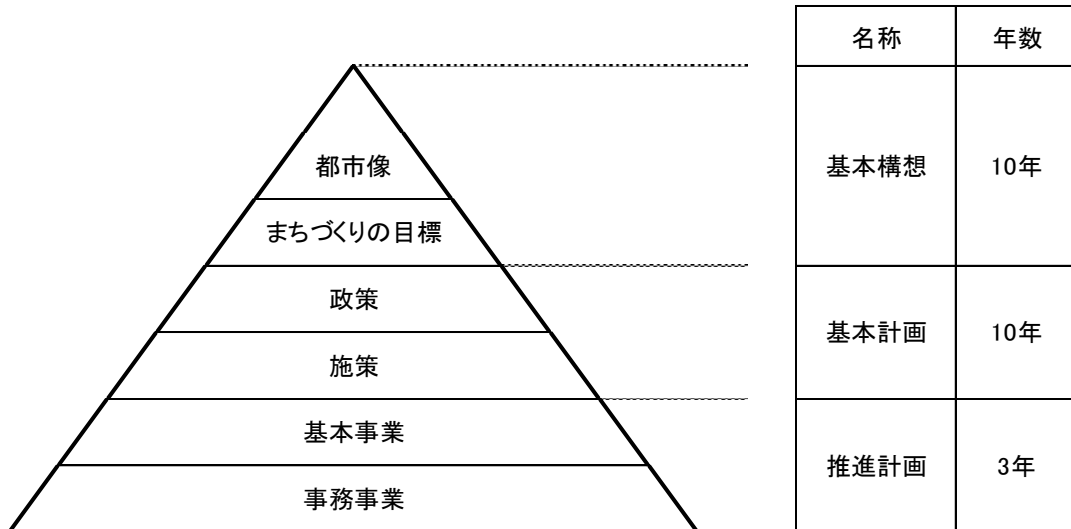 都市像
まちづくりの目標
政策
施策
基本事業
事務事業
名称 年数
基本構想 10年
基本計画 10年
推進計画 3年